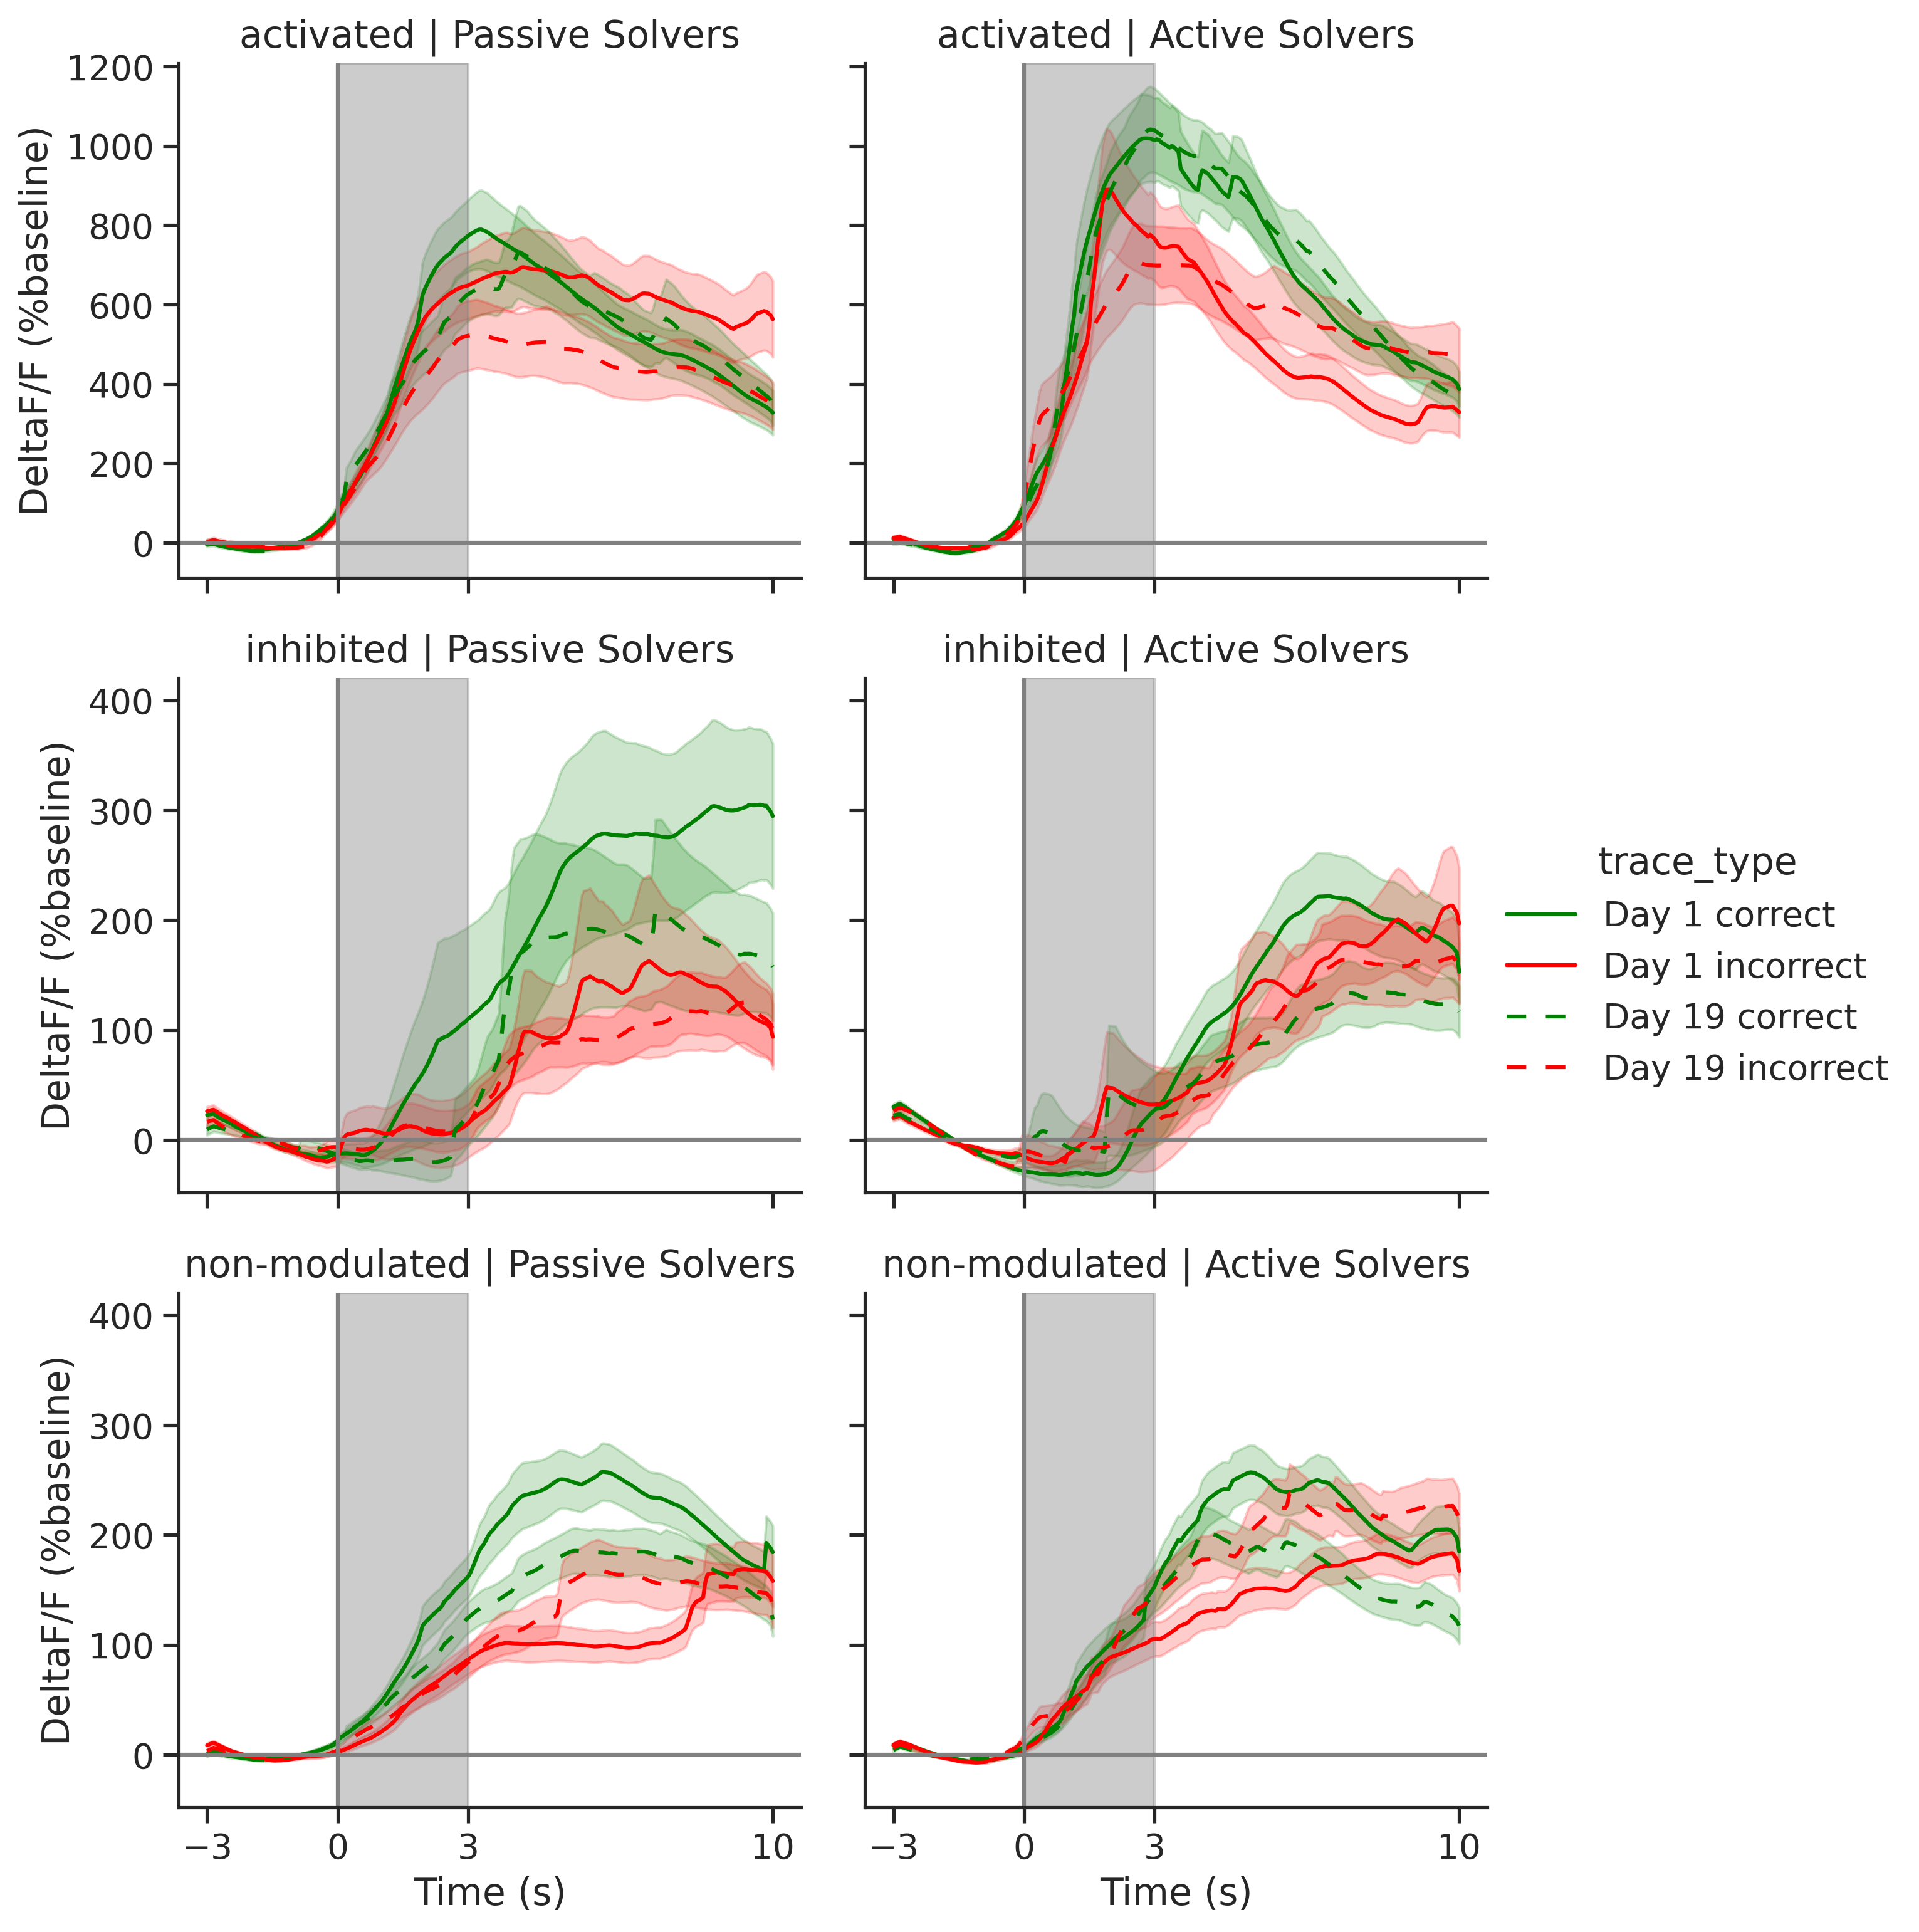 activated | Passive Solvers
activated | Active Solvers
1200
1000
800
600
400
200
0
DeltaF/F (%baseline)
inhibited | Passive Solvers
inhibited | Active Solvers
400
300
200
100
0
DeltaF/F (%baseline)
trace_type
Day 1 correct
Day 1 incorrect
Day 19 correct
Day 19 incorrect
non-modulated | Passive Solvers
non-modulated | Active Solvers
400
300
200
100
0
DeltaF/F (%baseline)
−3 0 3 10
−3 0 3 10
Time (s)
Time (s)